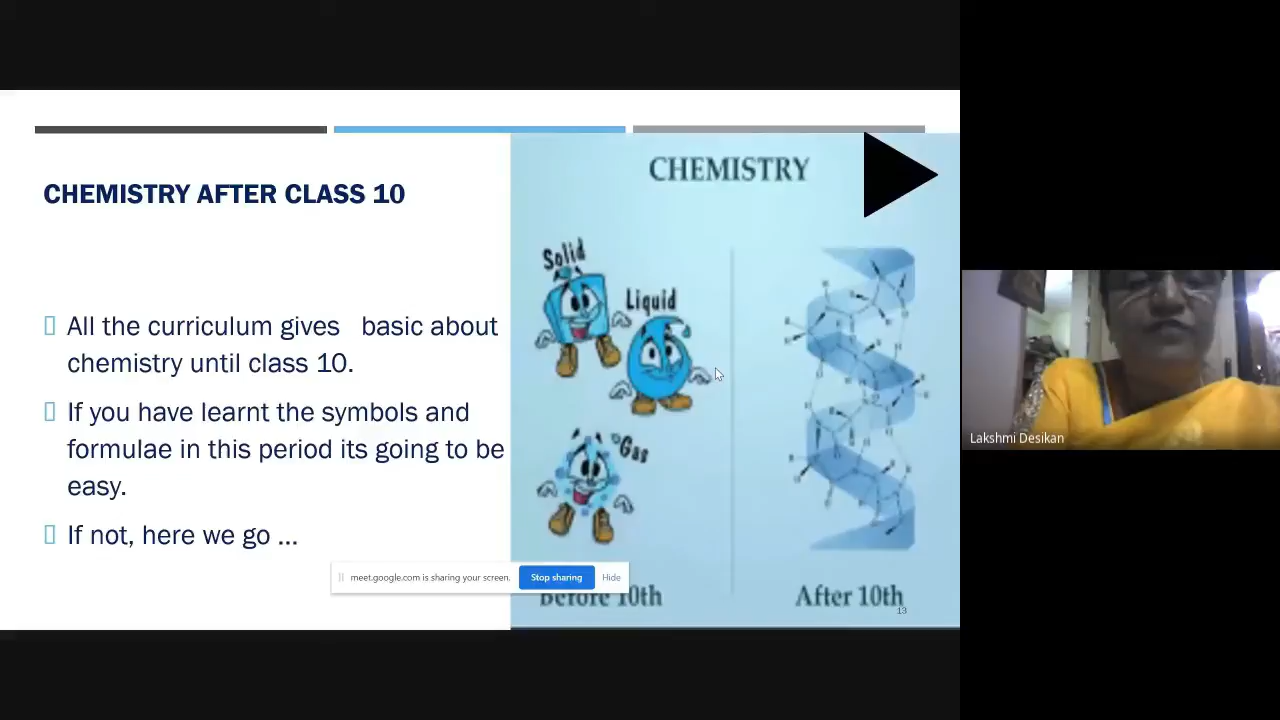 CHEMISTRY AFTER CLASS 10
All the curriculum gives basic about
chemistry until class 10.
If you have learnt the symbols and
formulae in this period its going to be
easy.
If not, here we go ...
CHEMISTRY
Solid
Liquid
Gas
Before 10th
After 10th
13
meet.google.com is sharing your screen.
Stop sharing
Hide
Lakshmi Desikan